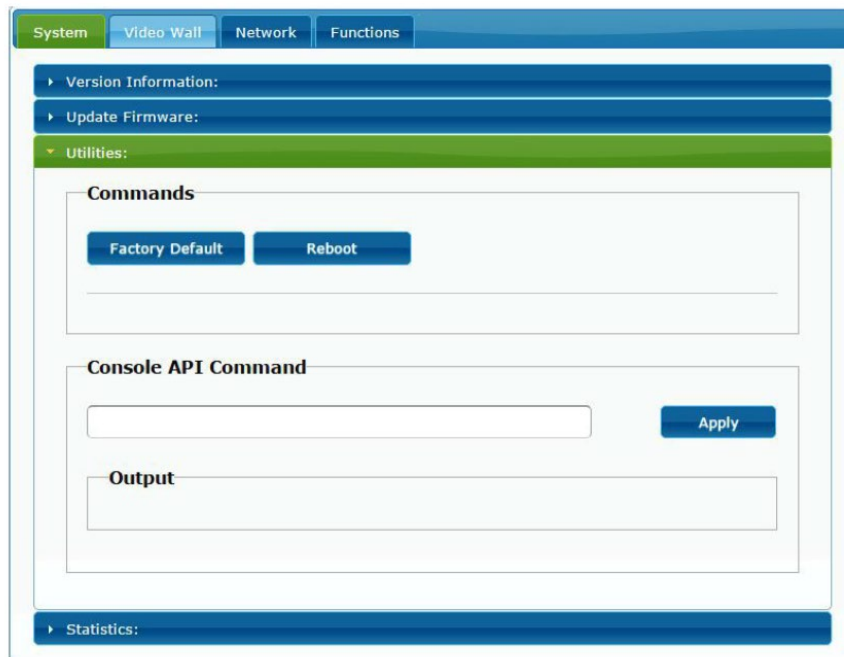 System Video Wall Network Functions
Version Information:
Update Firmware:
Utilities:
Commands
Factory Default Reboot
Console API Command
Apply
Output
Statistics: